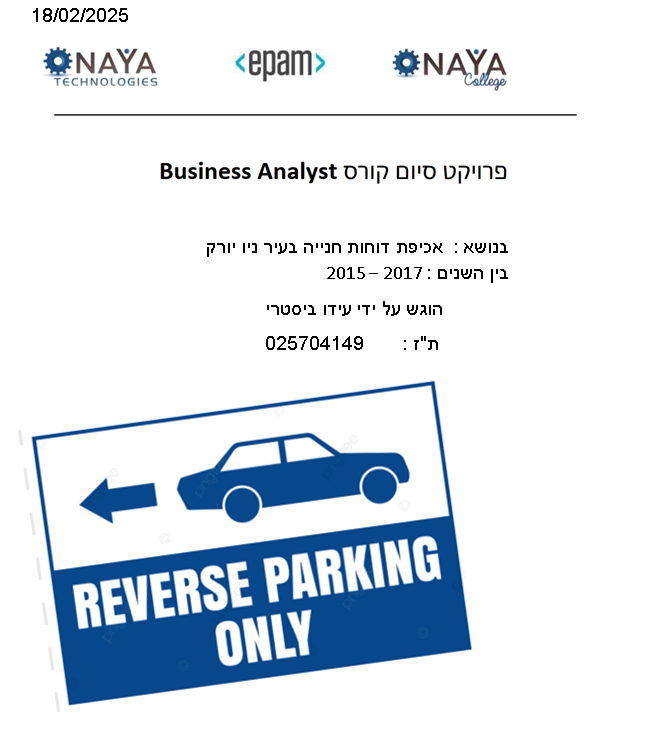 18/02/2025
NAYA TECHNOLOGIES
<epam>
NAYA College
פרויקט סיום קורס Business Analyst
בנושא : אכיפת דוחות חנייה בעיר ניו יורק
בין השנים : 2017 – 2015
הוגש על ידי עידו ביסטרי
ת"ז : 025704149
REVERSE PARKING
ONLY